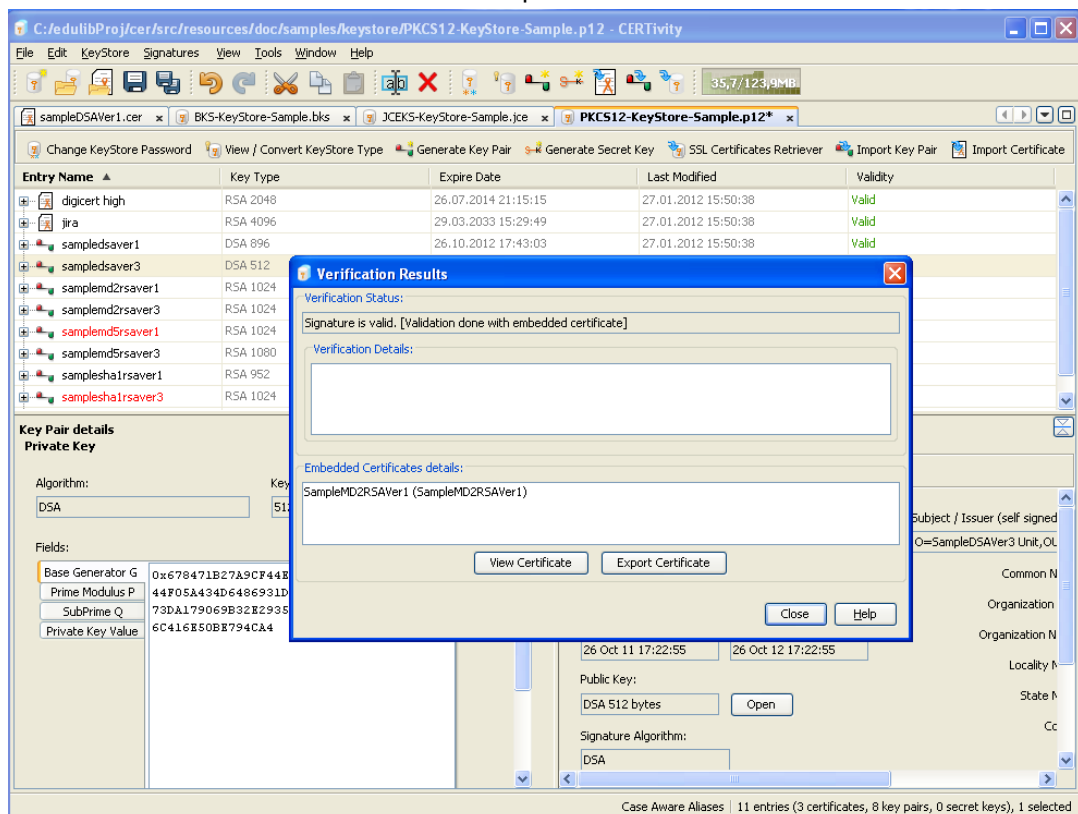 C:/edulibProj/cer/src/resources/doc/samples/keystore/PKCS12-KeyStore-Sample.p12 - CERTivity
File Edit KeyStore Signatures View Tools Window Help
35,7/123,9MB
sampleDSAVer1.cer x BKS-KeyStore-Sample.bks x JCEKS-KeyStore-Sample.jce x PKCS12-KeyStore-Sample.p12* x
Change KeyStore Password View / Convert KeyStore Type Generate Key Pair Generate Secret Key SSL Certificates Retriever Import Key Pair Import Certificate
Entry Name Key Type Expire Date Last Modified Validity
digicert high RSA 2048 26.07.2014 21:15:15 27.01.2012 15:50:38 Valid
jira RSA 4096 29.03.2033 15:29:49 27.01.2012 15:50:38 Valid
sampledsaver1 DSA 896 26.10.2012 17:43:03 27.01.2012 15:50:38 Valid
sampledsaver3 DSA 512
samplemd2rsaver1 RSA 1024
samplemd2rsaver3 RSA 1024
samplemd5rsaver1 RSA 1024
samplemd5rsaver3 RSA 1080
samplesha1rsaver1 RSA 952
samplesha1rsaver3 RSA 1024
Verification Results
Verification Status:
Signature is valid. [Validation done with embedded certificate]
Verification Details:
Embedded Certificates details:
SampleMD2RSAVer1 (SampleMD2RSAVer1)
View Certificate Export Certificate
Close Help
Key Pair details
Private Key
Algorithm: Key
DSA 512
Fields:
Base Generator G 0x678471B27A9CF44E
Prime Modulus P 44F05A434D6486931D
SubPrime Q 73DA179069B32E2935
Private Key Value 6C416E50BE794CA4
Subject / Issuer (self signed
O=SampleDSAVer3 Unit,OU
Common N
Organization
Organization N
Locality N
State N
Co
26 Oct 11 17:22:55 26 Oct 12 17:22:55
Public Key:
DSA 512 bytes Open
Signature Algorithm:
DSA
Case Aware Aliases 11 entries (3 certificates, 8 key pairs, 0 secret keys), 1 selected